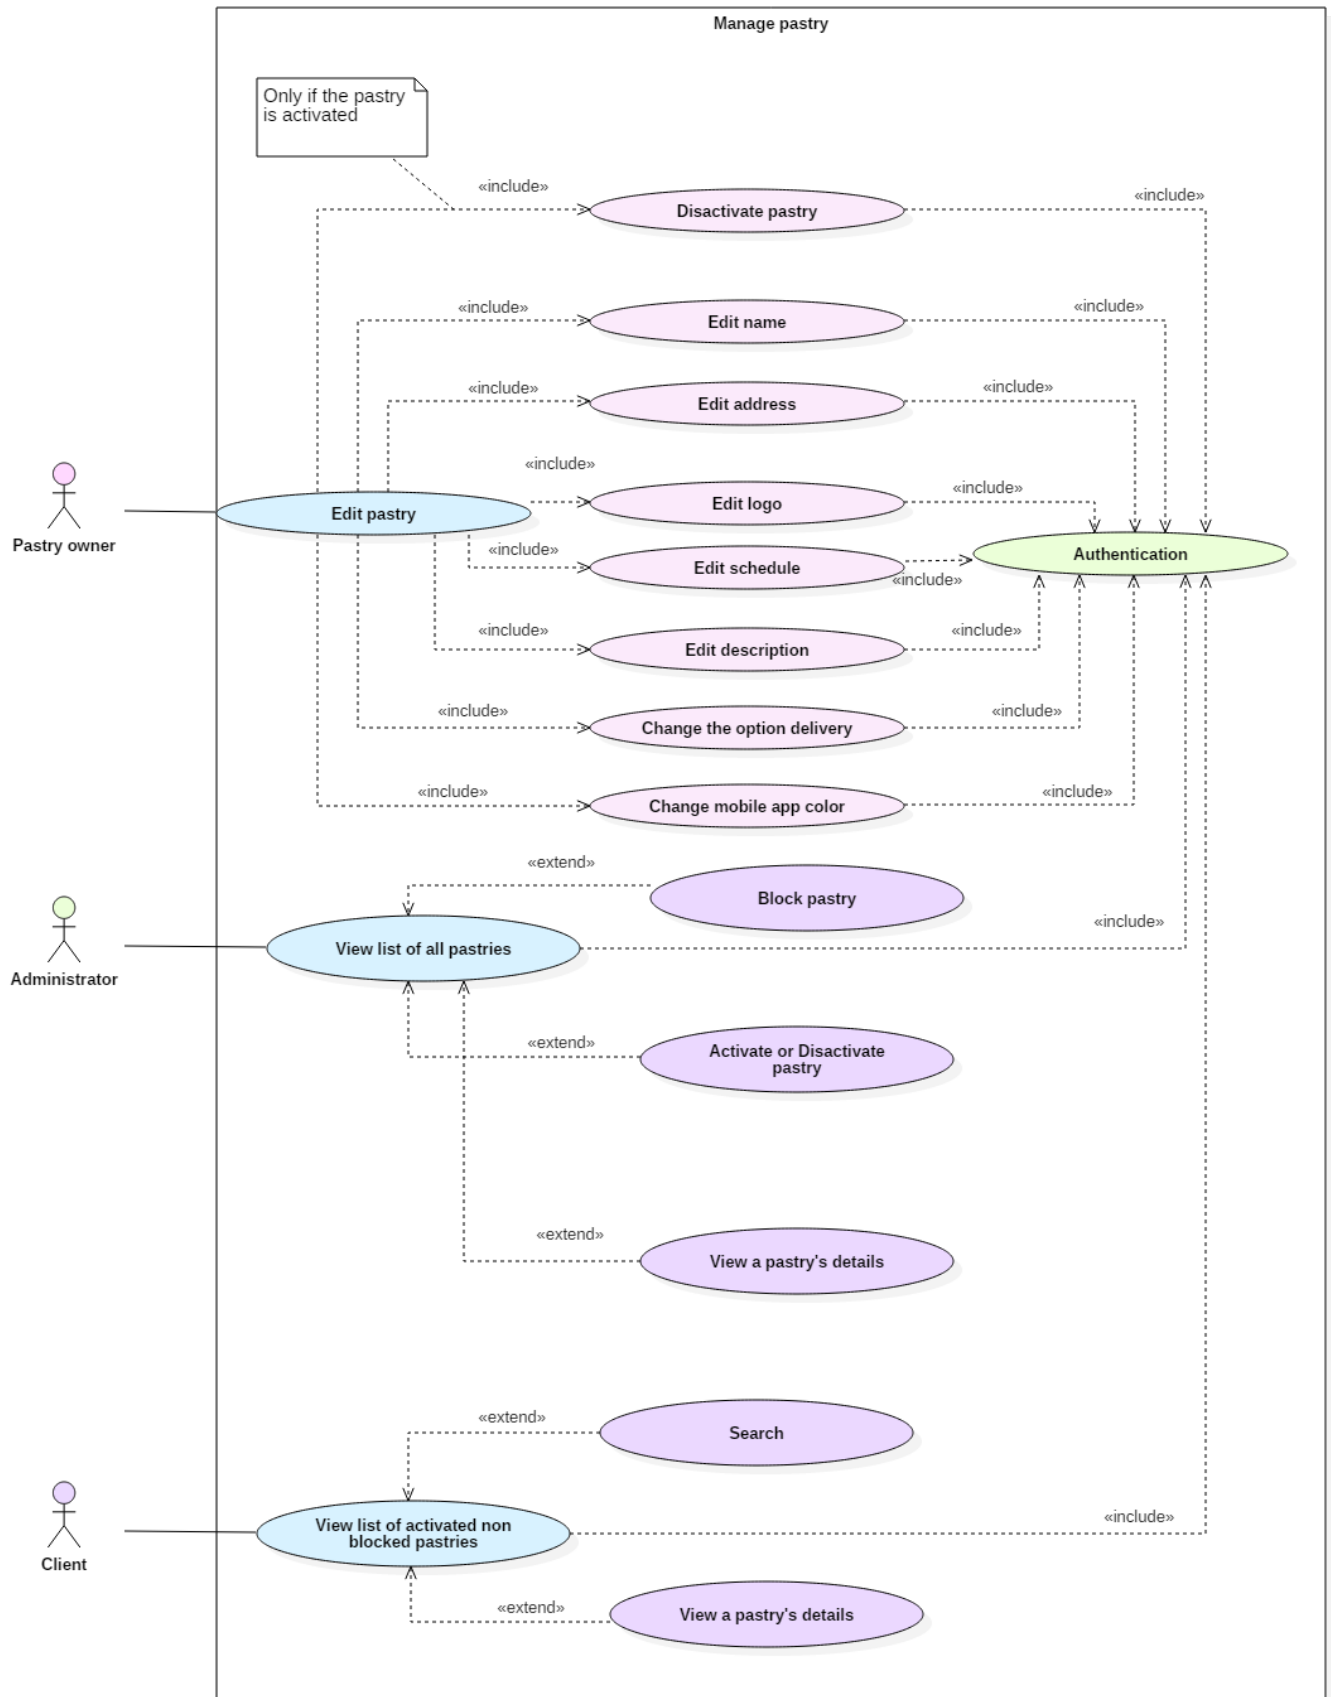 Manage pastry
Only if the pastry
is activated
«include»
Disactivate pastry
«include»
«include»
Edit name
«include»
«include»
Edit address
«include»
«include»
Edit logo
«include»
Pastry owner
Edit pastry
«include»
Edit schedule
«include»
Authentication
«include»
Edit description
«include»
«include»
Change the option delivery
«include»
«include»
Change mobile app color
«include»
«extend»
Block pastry
Administrator
View list of all pastries
«include»
«extend»
Activate or Disactivate
pastry
«extend»
View a pastry's details
«extend»
Search
Client
View list of activated non
blocked pastries
«include»
«extend»
View a pastry's details